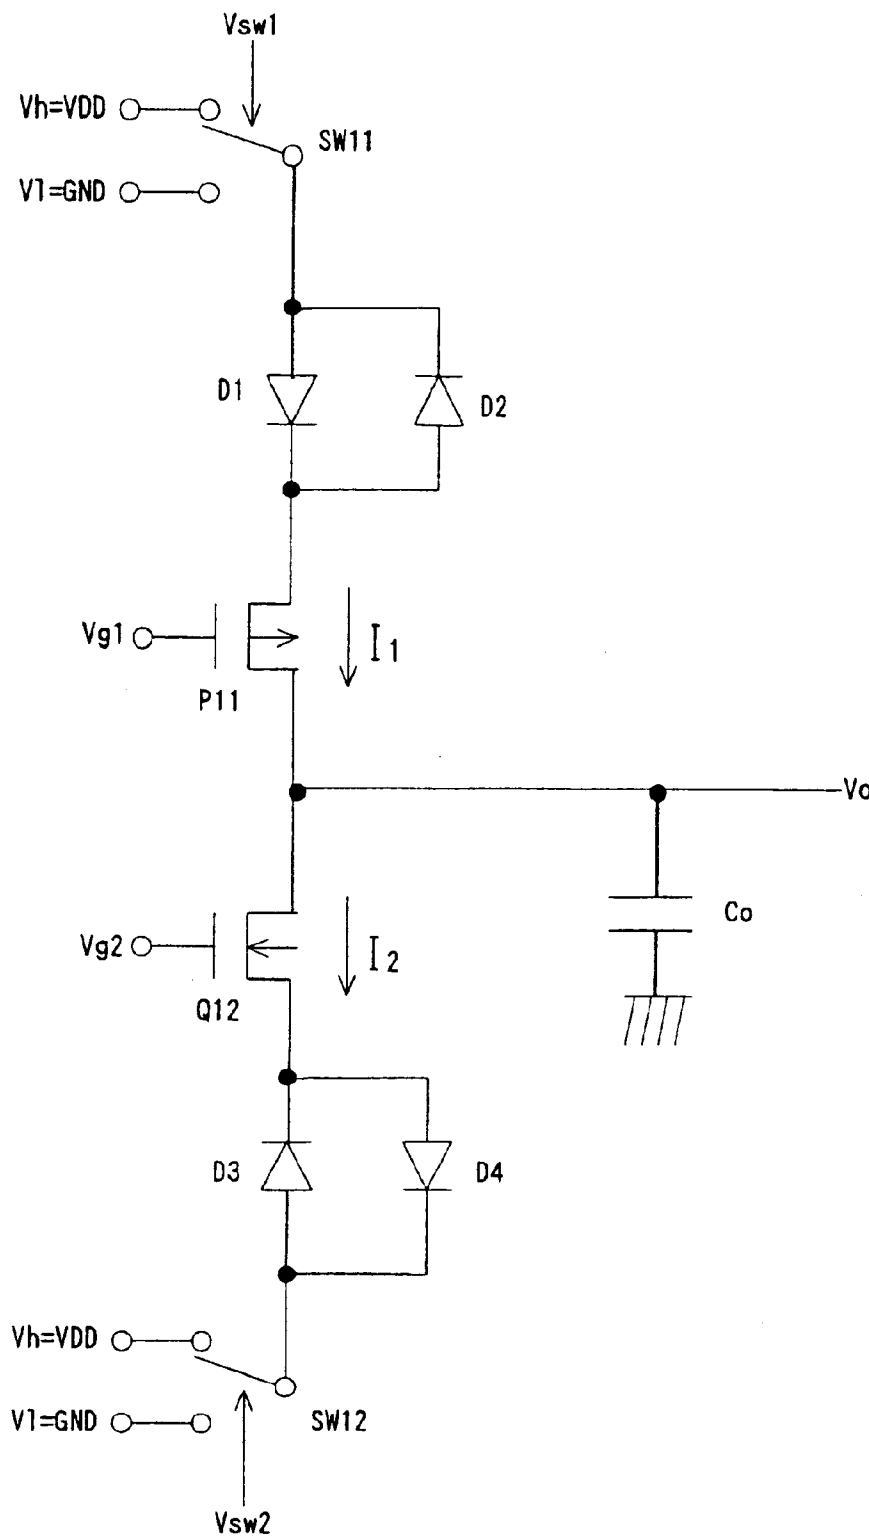 Vsw1
Vh=VDD
SW11
Vl=GND
D1
D2
Vg1
I1
P11
Vo
Co
Vg2
I2
Q12
D3
D4
Vh=VDD
Vl=GND
SW12
Vsw2